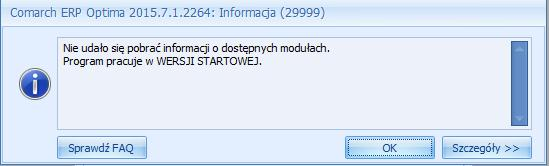 Comarch ERP Optima 2015.7.1.2264: Informacja (29999)
Nie udało się pobrać informacji o dostępnych modułach.
Program pracuje w WERSJI STARTOWEJ.
Sprawdź FAQ
OK
Szczegóły >>